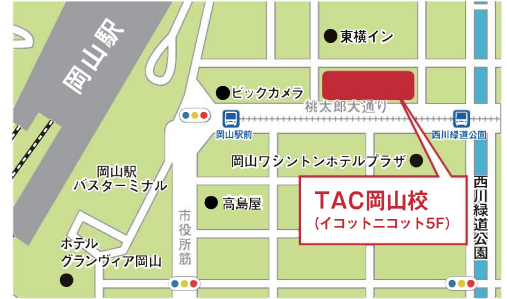 岡山駅
東横イン
ビックカメラ
桃太郎大通り
岡山駅前
西川緑道公園
岡山ワシントンホテルプラザ
岡山駅
バスターミナル
TAC岡山校
(イコットニコット5F)
高島屋
市役所筋
西川緑道公園
ホテル
グランヴィア岡山